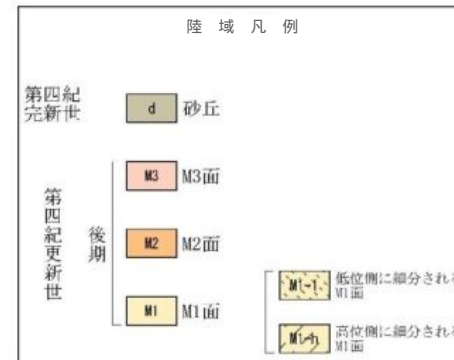 陸域凡例
第四紀
完新世
d 砂丘
第四紀更新世
後期
M3 M3面
M2 M2面
M1 M1面
M1-l 低位側に細分される
M1面
M1-h 高位側に細分される
M1面